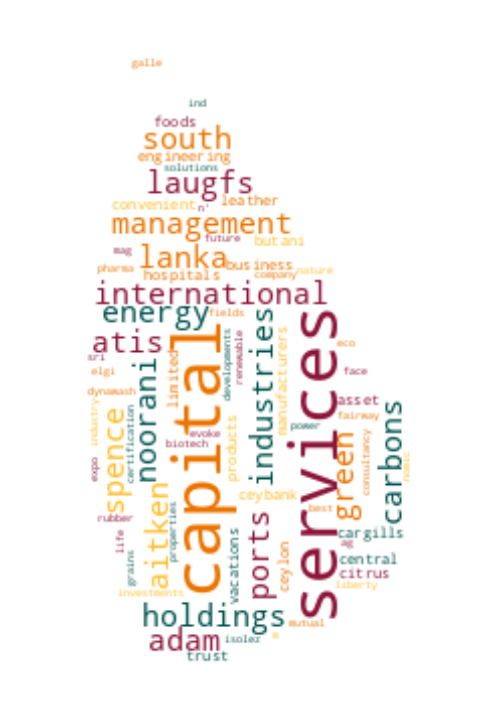 galle
ind
foods
south
engineering
solutions
laugfs
convenient
n'
leather
management
future
butani
mag
lanka
business
pharma
hospitals
company
nature
international
energy
fields
atis
sri
elgi
limited
capital
developments
renewable
industries
manufacturers
services
eco
face
dynawash
noorani
industry
spence
certification
evoke
biotech
products
power
asset
fairway
green
consultancy
carbons
expo
aitken
ceybank
best
rubber
life
grains
properties
vacations
ports
ceylon
cargills
ag
central
citrus
liberty
investments
holdings
mutual
adam
isolez
trust